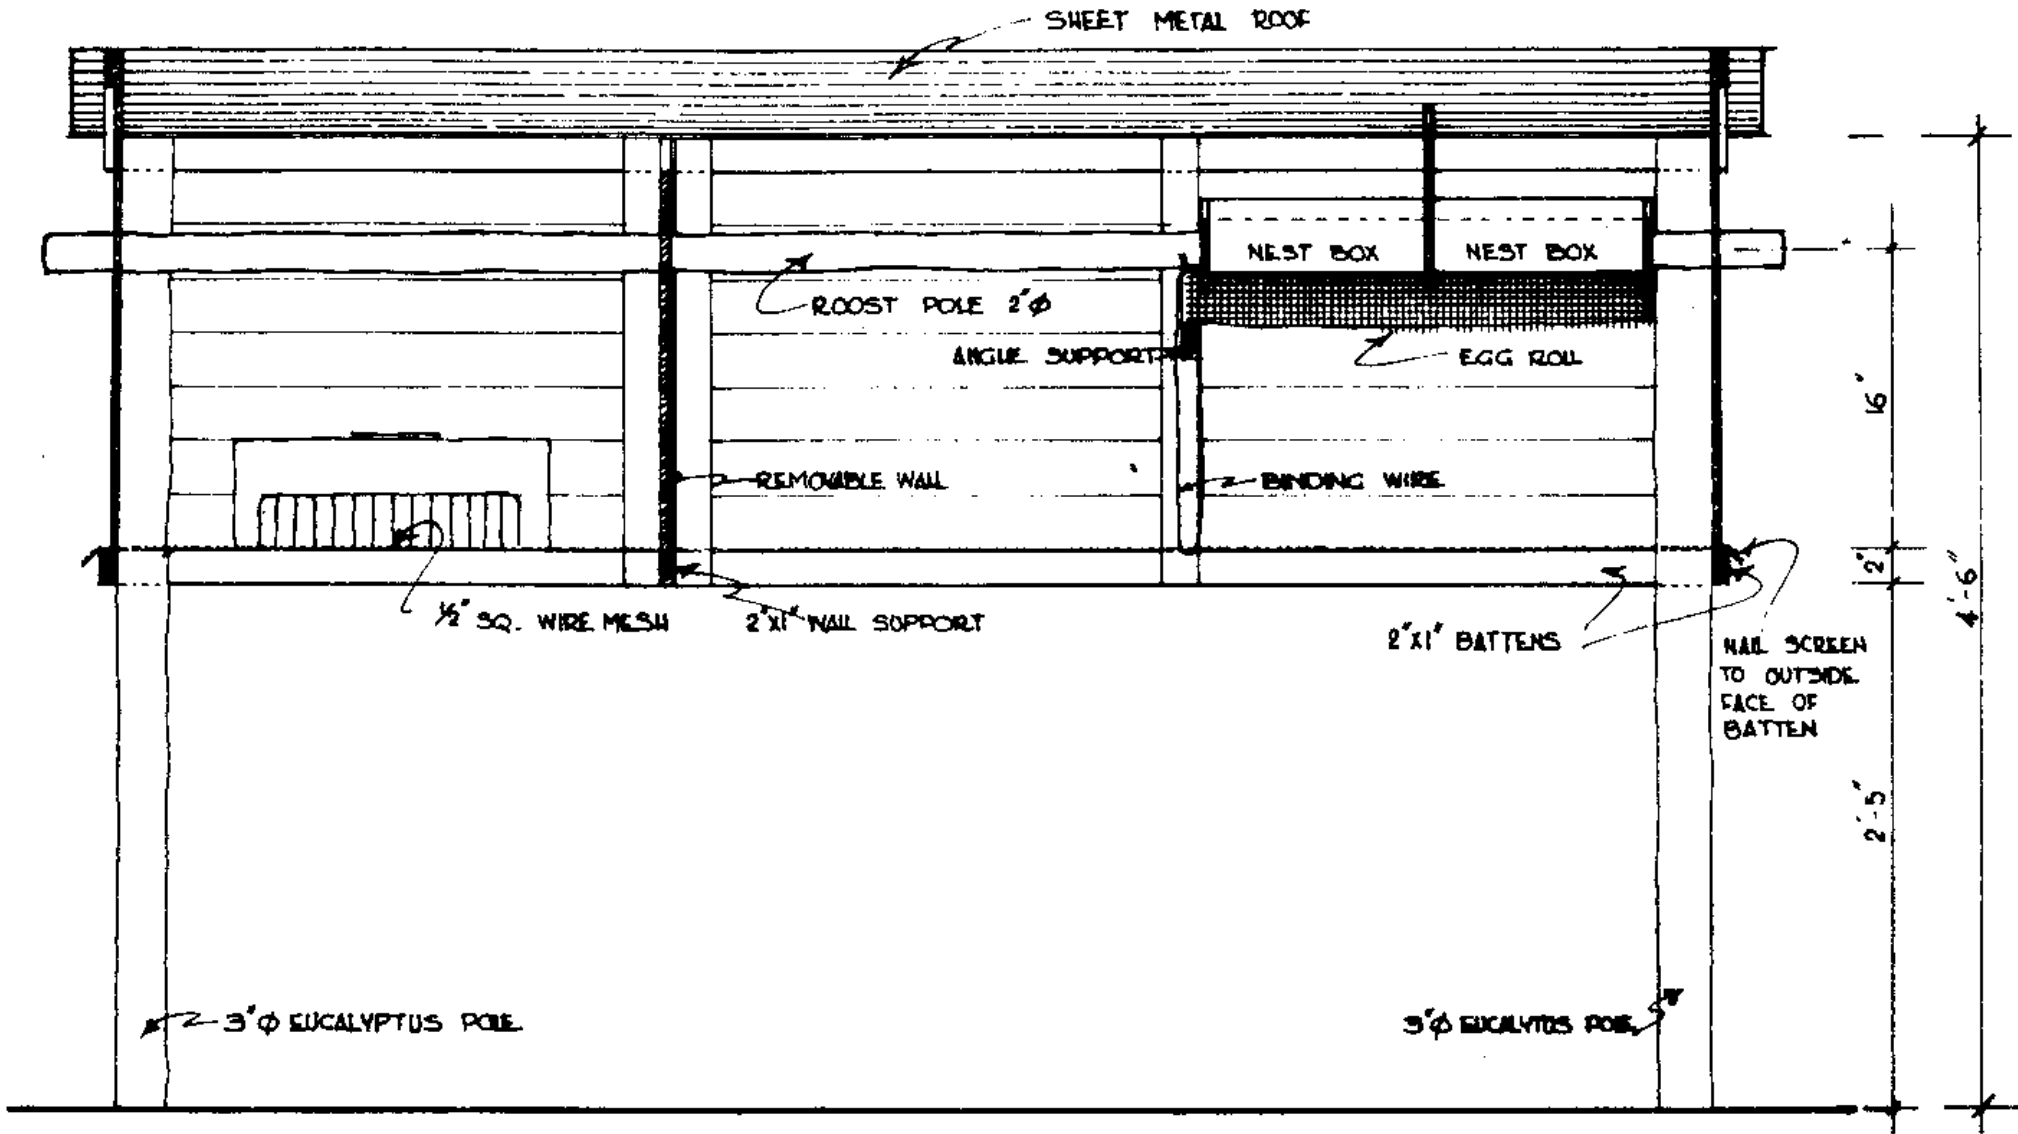 SHEET METAL ROOF
NEST BOX NEST BOX
ROOST POLE 2"Φ
ANGLE SUPPORT
EGG ROLL
16"
REMOVABLE WALL
BINDING WIRE
2"
4'-6"
½" SQ. WIRE MESH
2"X1" WALL SUPPORT
2"X1" BATTENS
NAIL SCREEN
TO OUTSIDE
FACE OF
BATTEN
2'-5"
3"Φ EUCALYPTUS POLE
3"Φ EUCALYTUS POLE